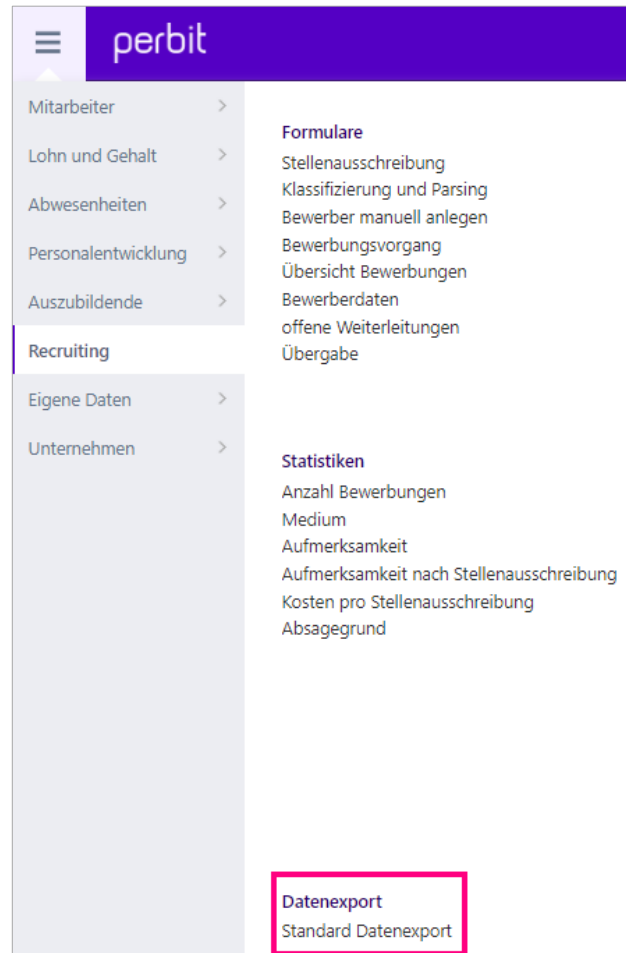 perbit
Mitarbeiter
Lohn und Gehalt
Abwesenheiten
Personalentwicklung
Auszubildende
Recruiting
Eigene Daten
Unternehmen
Formulare
Stellenausschreibung
Klassifizierung und Parsing
Bewerber manuell anlegen
Bewerbungsvorgang
Übersicht Bewerbungen
Bewerberdaten
offene Weiterleitungen
Übergabe
Statistiken
Anzahl Bewerbungen
Medium
Aufmerksamkeit
Aufmerksamkeit nach Stellenausschreibung
Kosten pro Stellenausschreibung
Absagegrund
Datenexport
Standard Datenexport